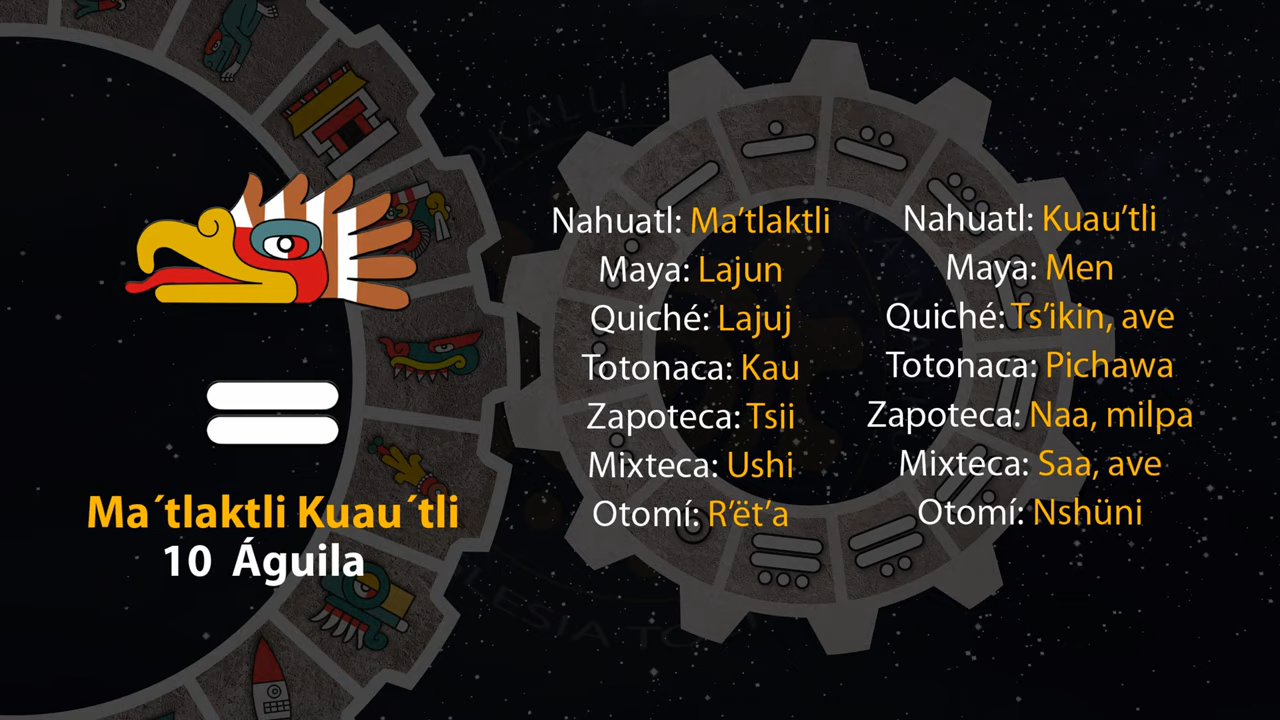 Ma´tlaktli Kuau´tli
10 Águila
Nahuatl: Ma’tlaktli
Maya: Lajun
Quiché: Lajuj
Totonaca: Kau
Zapoteca: Tsii
Mixteca: Ushi
Otomí: R’ët’a
Nahuatl: Kuau’tli
Maya: Men
Quiché: Ts’ikin, ave
Totonaca: Pichawa
Zapoteca: Naa, milpa
Mixteca: Saa, ave
Otomí: Nshüni